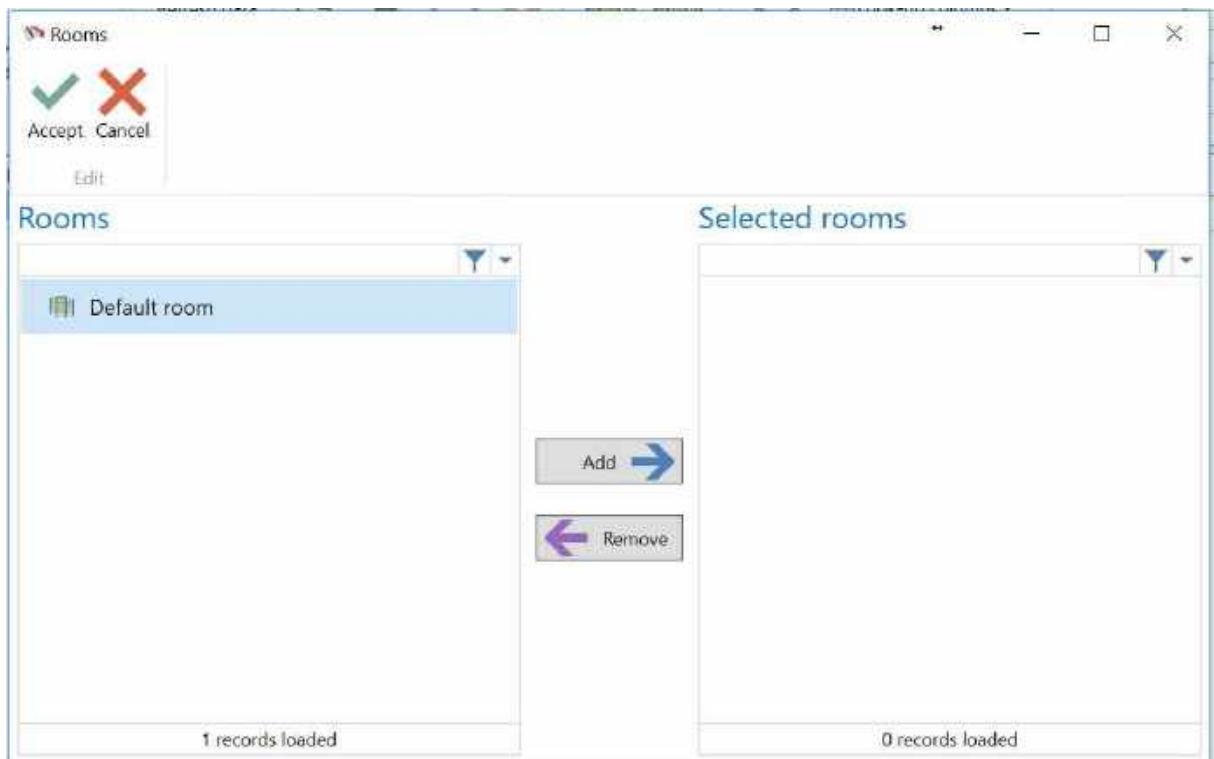 Rooms
Accept Cancel
Edit
Rooms
Selected rooms
Default room
Add
Remove
1 records loaded
0 records loaded